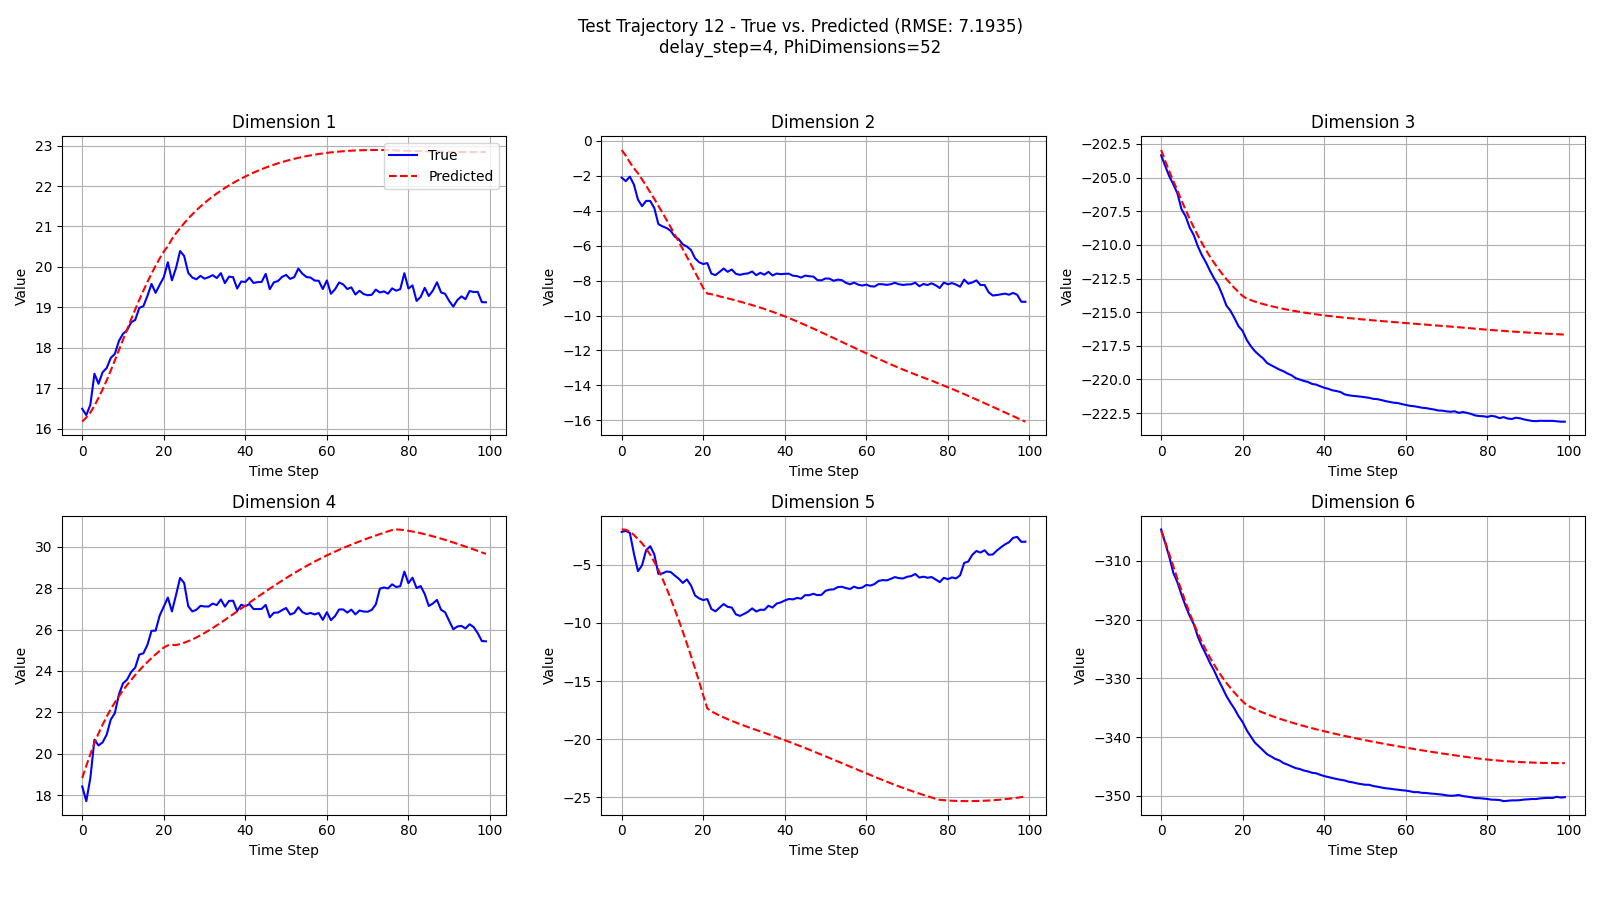 Test Trajectory 12 - True vs. Predicted (RMSE: 7.1935)
delay_step=4, PhiDimensions=52
Dimension 1
23
22
21
20
19
18
17
16
Value
0 20 40 60 80 100
Time Step
True
Predicted
Dimension 2
0
−2
−4
−6
−8
−10
−12
−14
−16
Value
0 20 40 60 80 100
Time Step
Dimension 3
−202.5
−205.0
−207.5
−210.0
−212.5
−215.0
−217.5
−220.0
−222.5
Value
0 20 40 60 80 100
Time Step
Dimension 4
30
28
26
24
22
20
18
Value
0 20 40 60 80 100
Time Step
Dimension 5
−5
−10
−15
−20
−25
Value
0 20 40 60 80 100
Time Step
Dimension 6
−310
−320
−330
−340
−350
Value
0 20 40 60 80 100
Time Step